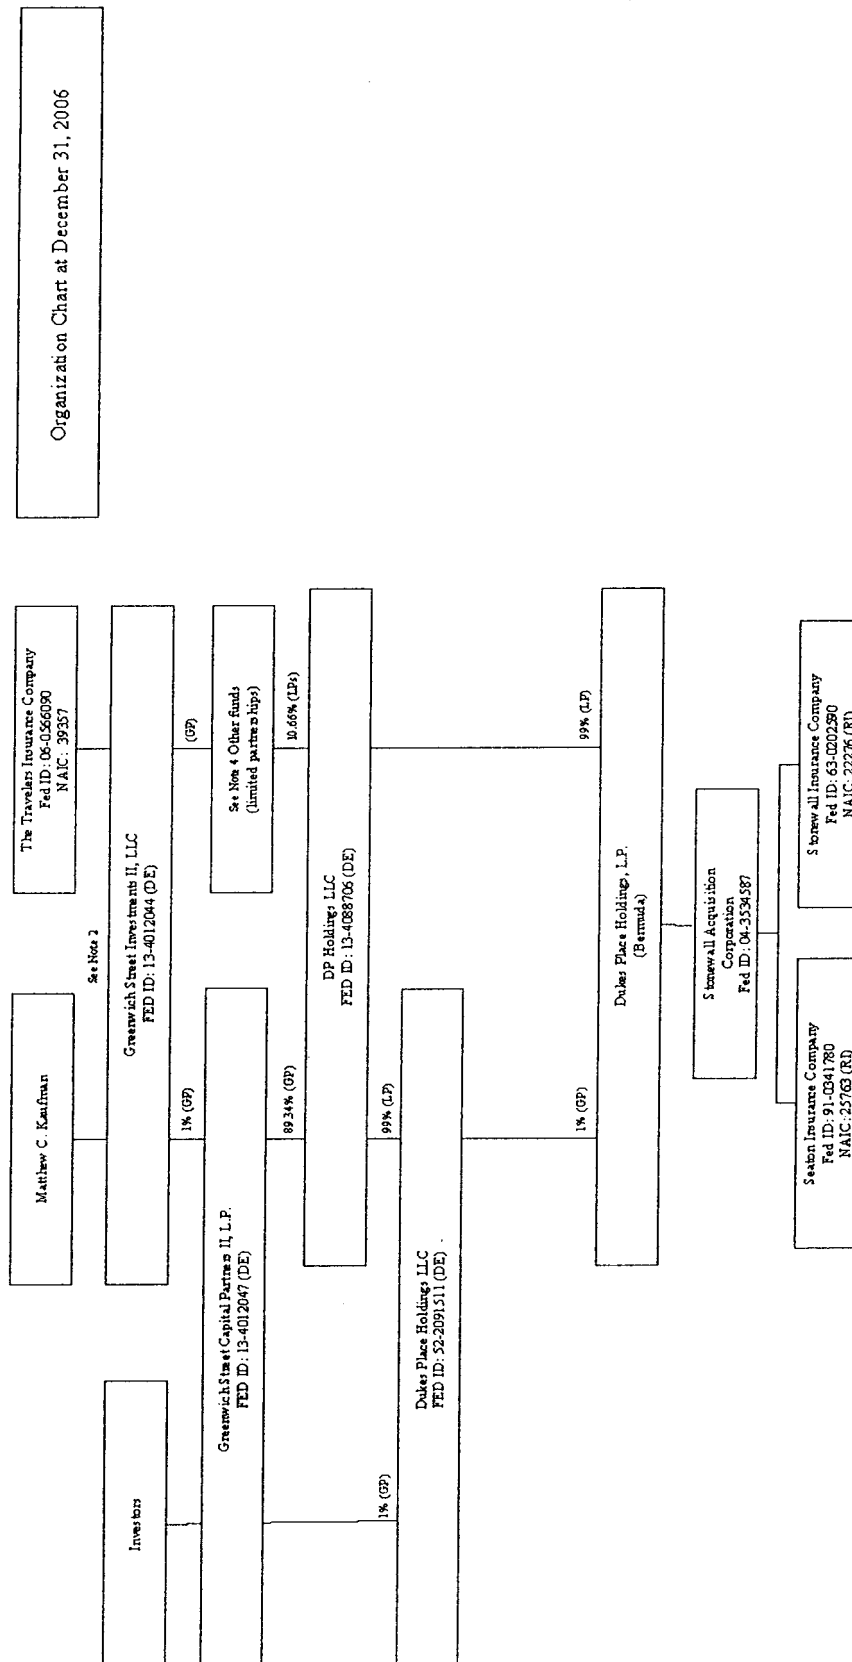 Organization Chart at December 31, 2006
Matthew C. Kaufman
The Travelers Insurance Company
Fed ID: 06-0566090
NAIC: 39357
See Note 2
Investors
Greenwich Street Investments II, LLC
FED ID: 13-4012044 (DE)
1% (GP)
(GP)
Greenwich Street Capital Partners II, L.P.
FED ID: 13-4012047 (DE)
See Note 4 Other funds
(limited partnerships)
89.34% (GP)
10.66% (LPs)
DP Holdings LLC
FED ID: 13-4088706 (DE)
1% (GP)
99% (LP)
Dukes Place Holdings LLC
FED ID: 52-2091511 (DE)
1% (GP)
99% (LP)
Dukes Place Holdings, L.P.
(Bermuda)
Stonewall Acquisition
Corporation
Fed ID: 04-3534587
Seaton Insurance Company
Fed ID: 91-0341780
NAIC: 25763 (RI)
Stonewall Insurance Company
Fed ID: 63-0202590
NAIC: 22276 (RI)